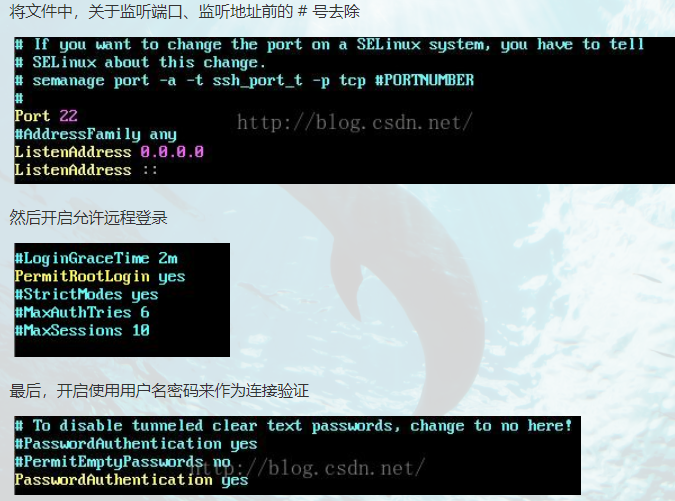 将文件中，关于监听端口、监听地址前的 # 号去除
# If you want to change the port on a SELinux system, you have to tell
# SELinux about this change.
# semanage port -a -t ssh_port_t -p tcp #PORTNUMBER
#
Port 22
http://blog.csdn.net/
#AddressFamily any
ListenAddress 0.0.0.0
ListenAddress ::
然后开启允许远程登录
#LoginGraceTime 2m
PermitRootLogin yes
#StrictModes yes
#MaxAuthTries 6
#MaxSessions 10
最后，开启使用用户名密码来作为连接验证
# To disable tunneled clear text passwords, change to no here!
#PasswordAuthentication yes
#PermitEmptyPasswords no
http://blog.csdn.net/
PasswordAuthentication yes